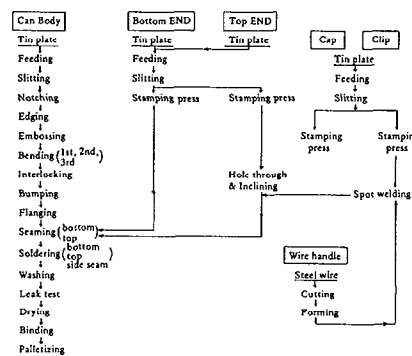 Can Body
Tin plate
Feeding
Slitting
Notching
Edging
Embossing
Bending (1st, 2nd,
3rd
Interlocking
Bumping
Flanging
Seaming (bottom)
top
Soldering (bottom
top
side seam
Washing
Leak test
Drying
Binding
Palletizing
Bottom END
Tin plate
Feeding
Slitting
Stamping press
Top END
Tin plate
Stamping press
Hole through
& Inclining
Cap
Clip
Tin plate
Feeding
Slitting
Stamping
press
Stampin
press
Spot welding
Wire handle
Steel wire
Cutting
Forming